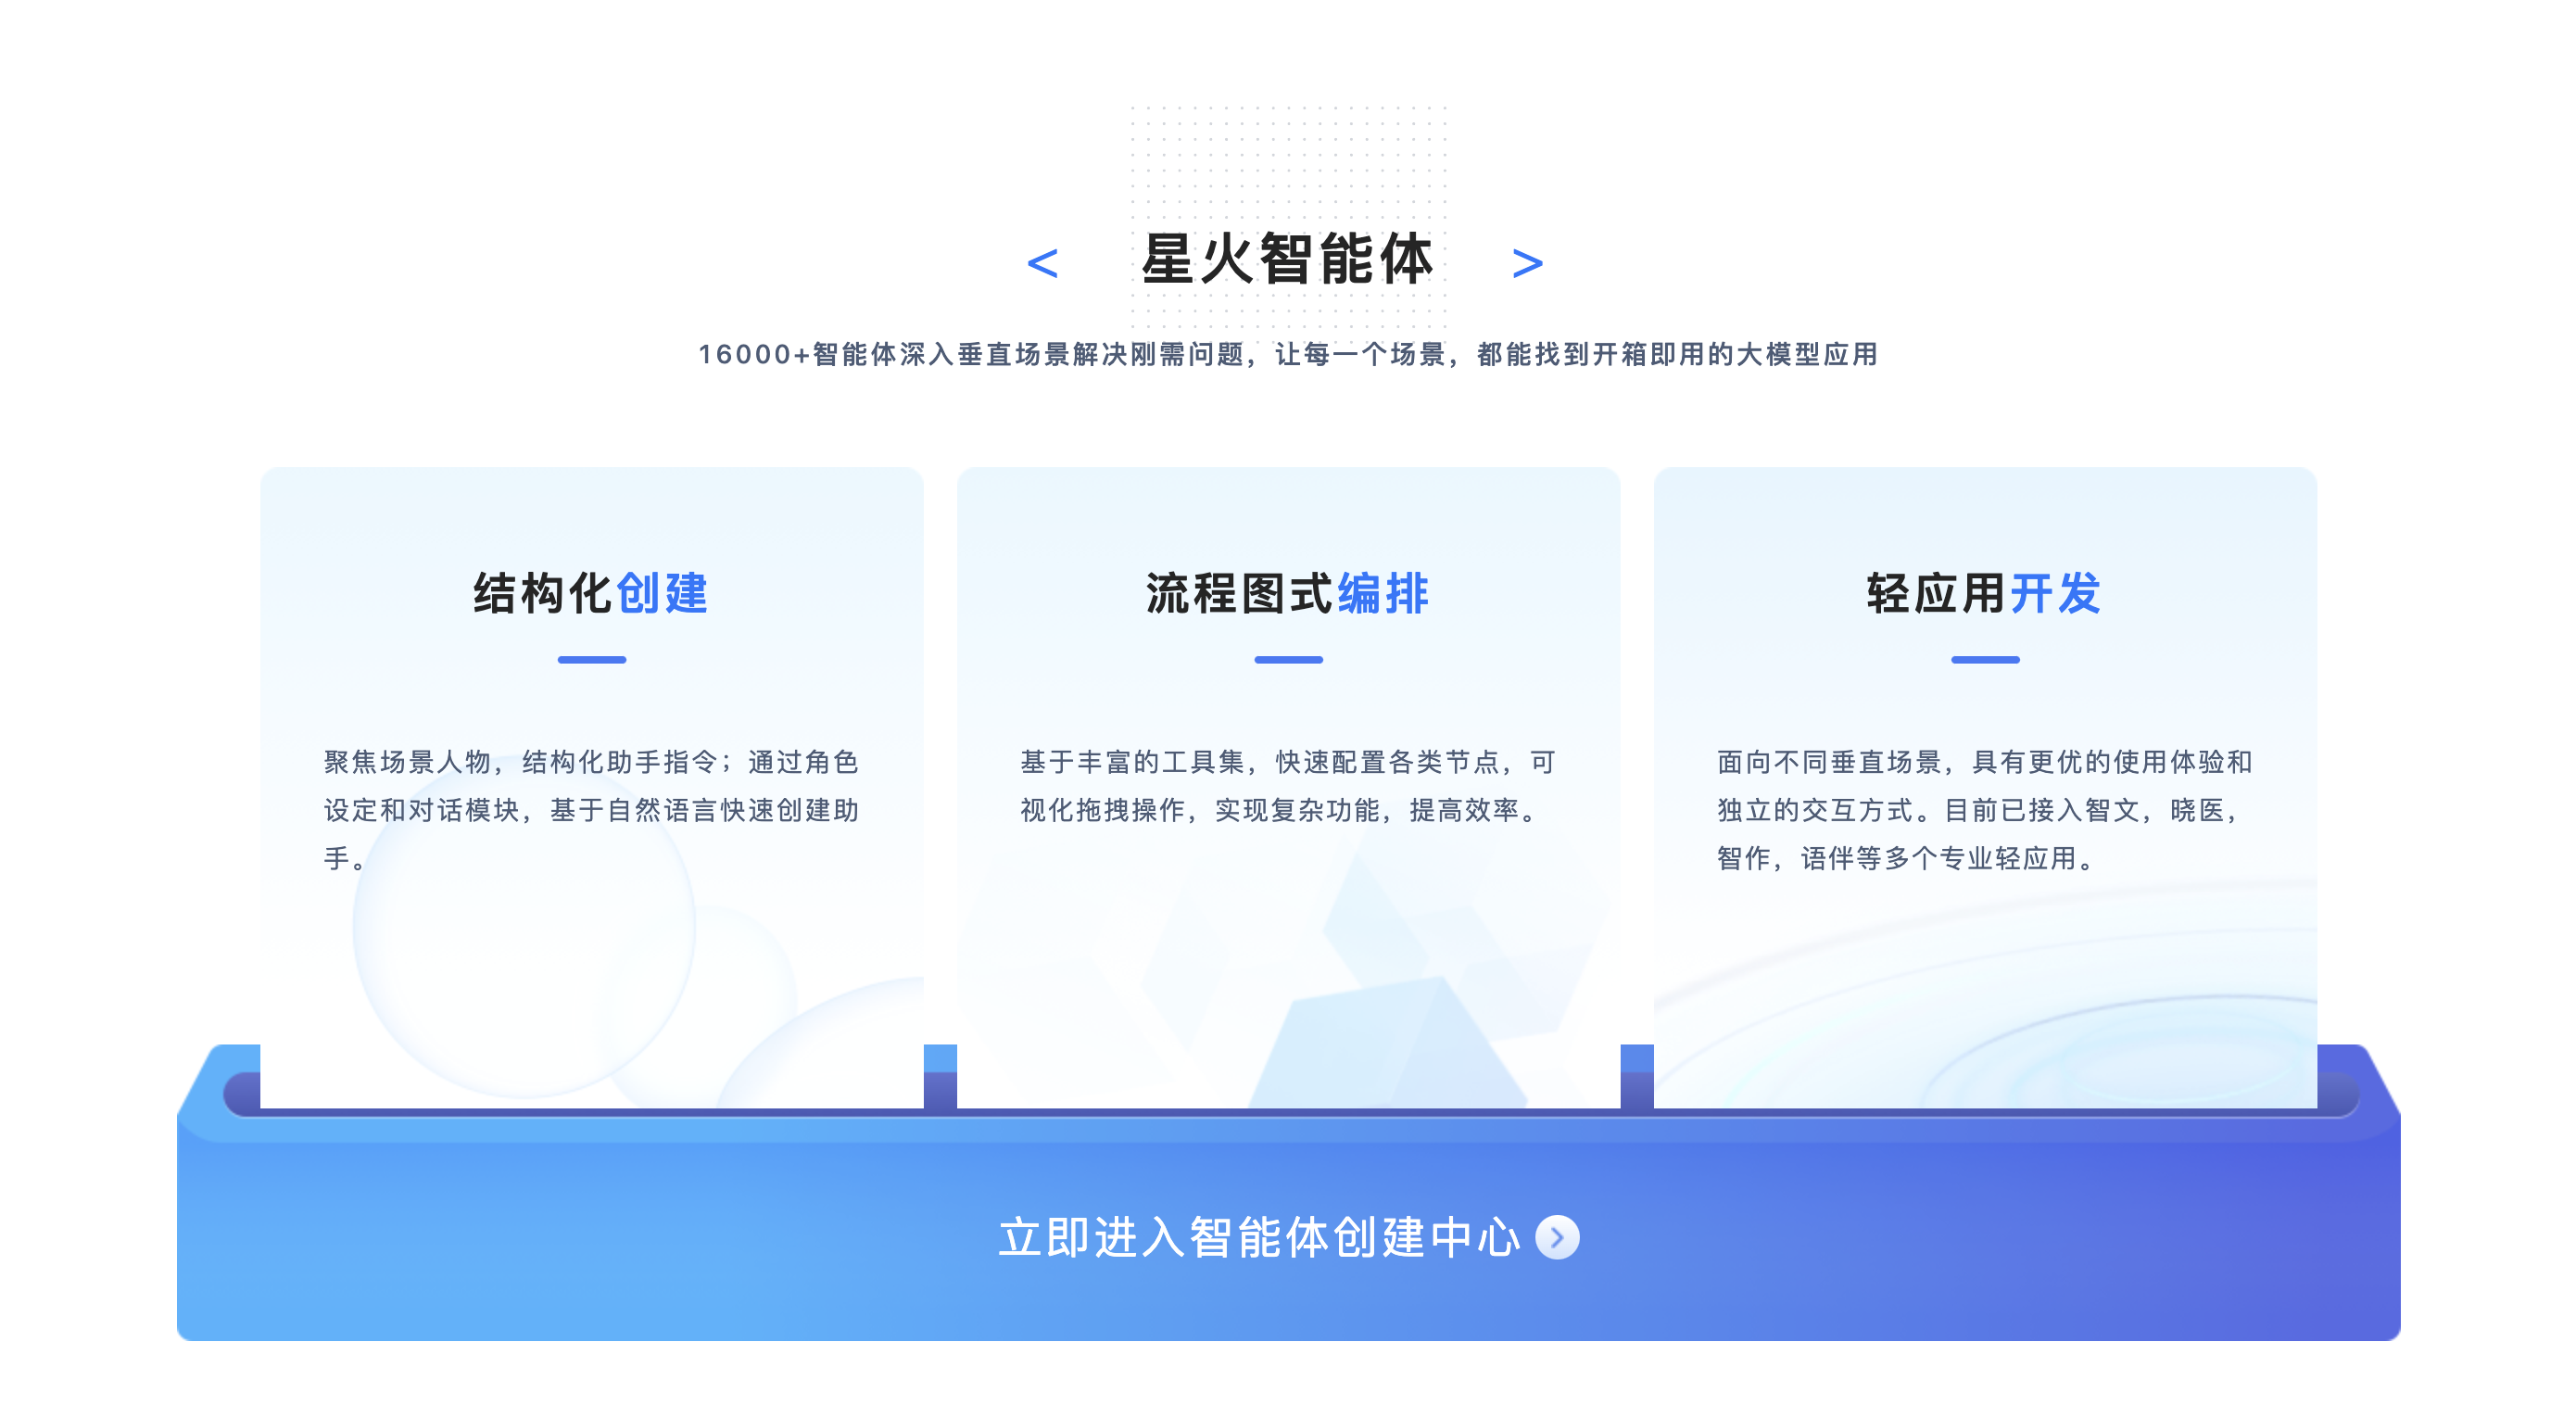 < 星火智能体 >
16000+智能体深入垂直场景解决刚需问题，让每一个场景，都能找到开箱即用的大模型应用
结构化创建
聚焦场景人物，结构化助手指令；通过角色
设定和对话模块，基于自然语言快速创建助
手。
流程图式编排
基于丰富的工具集，快速配置各类节点，可
视化拖拽操作，实现复杂功能，提高效率。
轻应用开发
面向不同垂直场景，具有更优的使用体验和
独立的交互方式。目前已接入智文，晓医，
智作，语伴等多个专业轻应用。
立即进入智能体创建中心